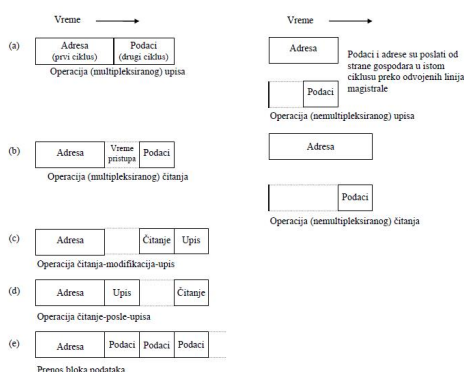 Vreme
Vreme
(a)
Adresa
(prvi ciklus)
Podaci
(drugi ciklus)
Operacija (multipleksiranog) upisa
Adresa
Podaci
Podaci i adrese su poslati od
strane gospodara u istom
ciklusu preko odvojenih linija
magistrale
Operacija (nemultipleksiranog) upisa
(b)
Adresa
Vreme
pristupa
Podaci
Operacija (multipleksiranog) čitanja
Adresa
Podaci
Operacija (nemultipleksiranog) čitanja
(c)
Adresa
Čitanje
Upis
Operacija čitanja-modifikacija-upis
(d)
Adresa
Upis
Čitanje
Operacija čitanje-posle-upisa
(e)
Adresa
Podaci
Podaci
Podaci
Prenos bloka podataka